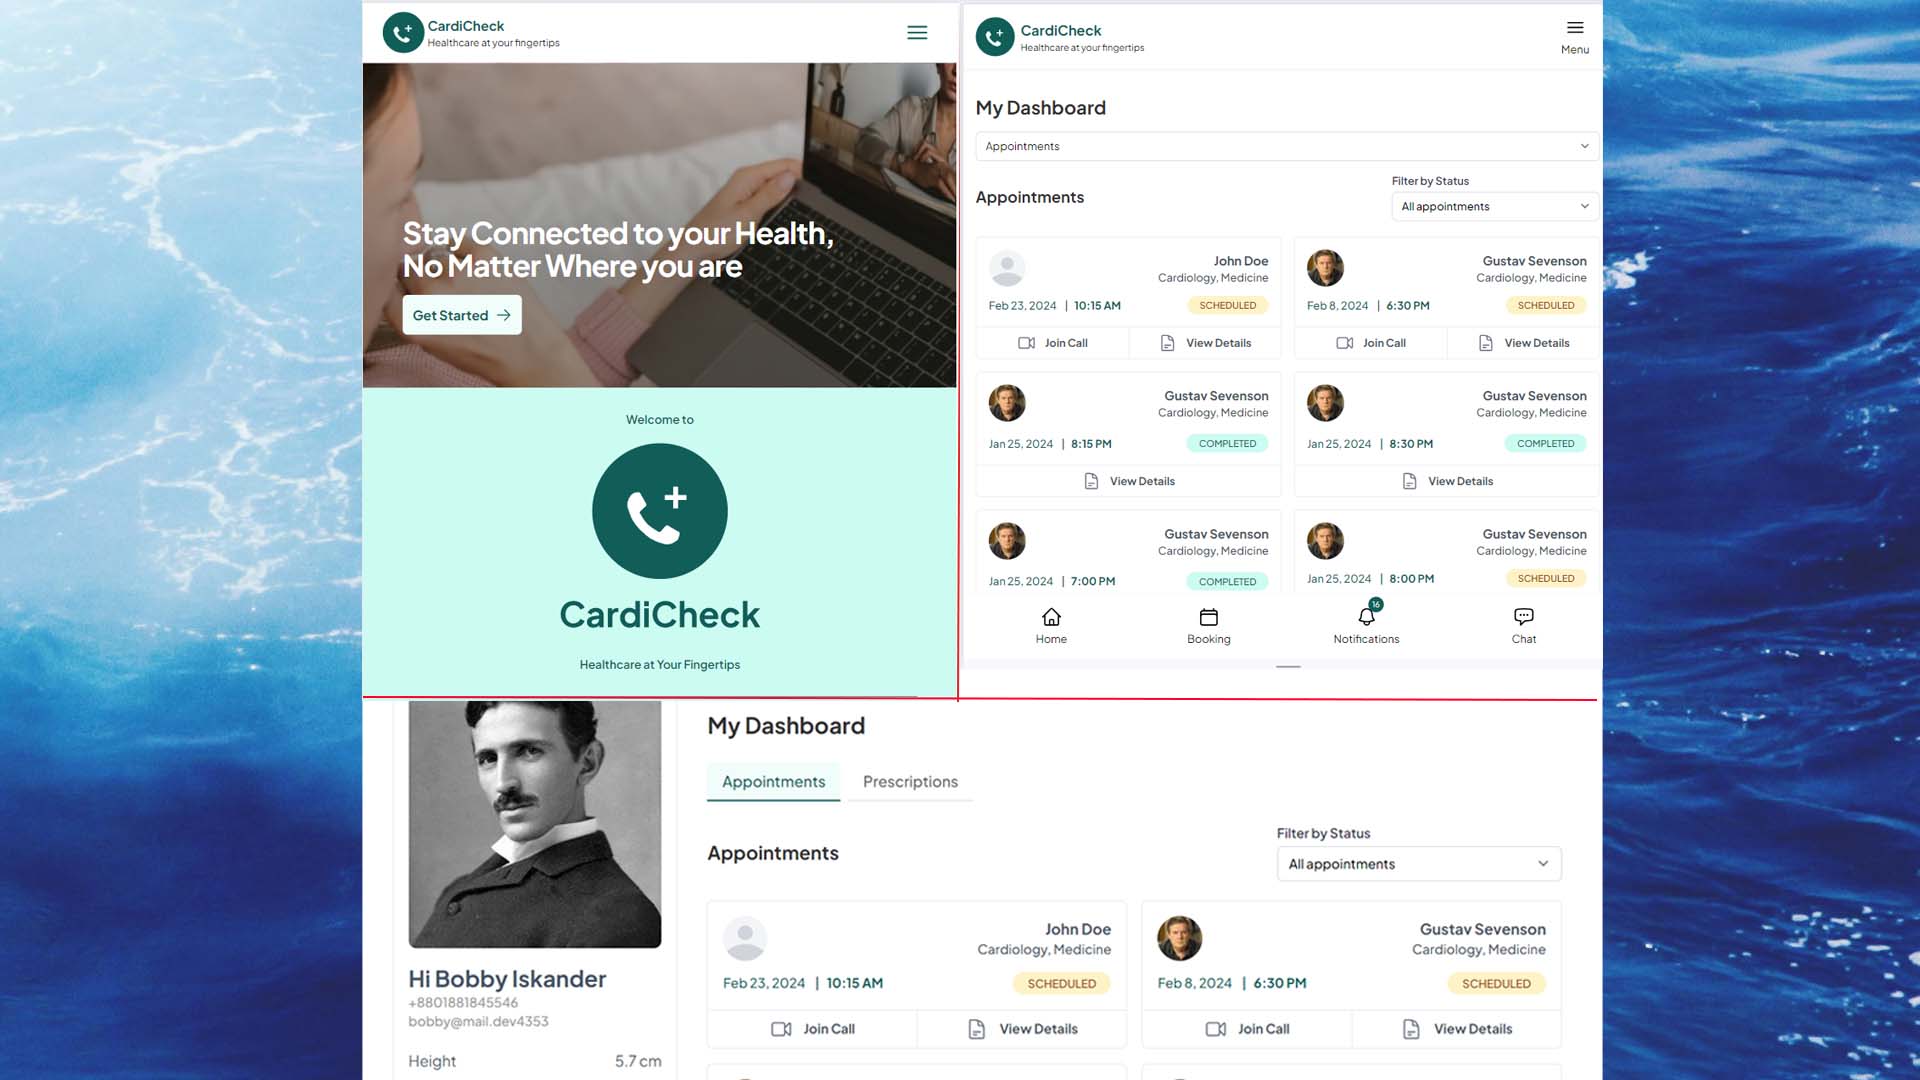 CardiCheck
Healthcare at your fingertips
Stay Connected to your Health,
No Matter Where you are
Get Started
Welcome to
CardiCheck
Healthcare at Your Fingertips
CardiCheck
Healthcare at your fingertips
Menu
My Dashboard
Appointments
Appointments
Filter by Status
All appointments
John Doe
Cardiology, Medicine
Feb 23, 2024 | 10:15 AM SCHEDULED
Join Call View Details
Gustav Sevenson
Cardiology, Medicine
Feb 8, 2024 | 6:30 PM SCHEDULED
Join Call View Details
Gustav Sevenson
Cardiology, Medicine
Jan 25, 2024 | 8:15 PM COMPLETED
View Details
Gustav Sevenson
Cardiology, Medicine
Jan 25, 2024 | 8:30 PM COMPLETED
View Details
Gustav Sevenson
Cardiology, Medicine
Jan 25, 2024 | 7:00 PM COMPLETED
Gustav Sevenson
Cardiology, Medicine
Jan 25, 2024 | 8:00 PM SCHEDULED
16
Home Booking Notifications Chat
Hi Bobby Iskander
+8801881845546
bobby@mail.dev4353
Height 5.7 cm
My Dashboard
Appointments Prescriptions
Appointments
Filter by Status
All appointments
John Doe
Cardiology, Medicine
Feb 23, 2024 | 10:15 AM SCHEDULED
Join Call View Details
Gustav Sevenson
Cardiology, Medicine
Feb 8, 2024 | 6:30 PM SCHEDULED
Join Call View Details